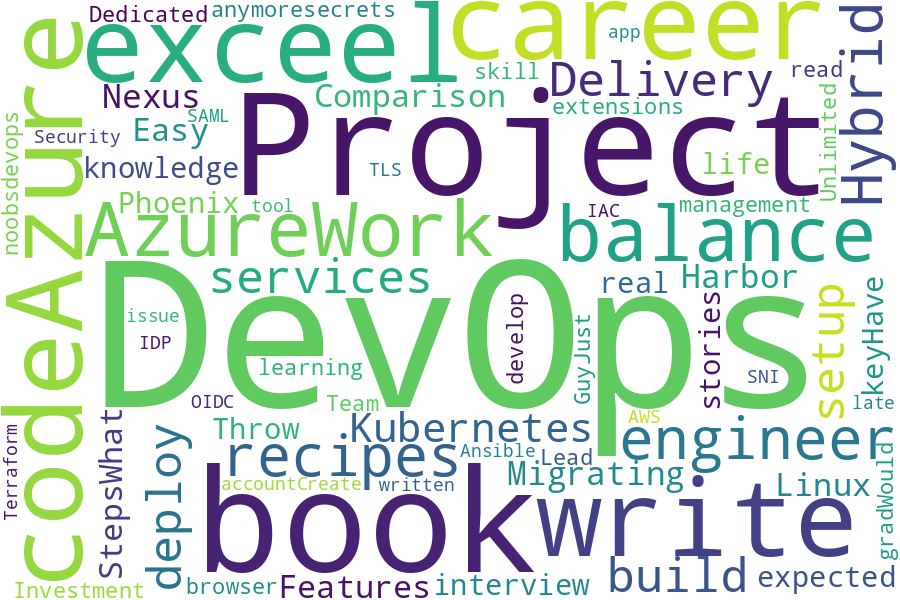 Dedicated
anymoresecrets
exceel
career
app
skill
Delivery
read
Hybrid
Nexus
Comparison
extensions
SAML
Security
Easy
Project
Unlimited
codeAzure
noobsdevops
knowledge
TLS
life
Phoenix
tool
IAC
management
AzureWork
balance
services
real
Harbor
DevOps
develop
stories
setup
keyHave
issue
IDP
GuyJust
learning
SNI
OIDC
Team
AWS
late
Throw
Kubernetes
engineer
Terraform
StepsWhat
deploy
recipes
Ansible
Lead
Migrating
Linux
gradWould
accountCreate
written
book
write
Investment
browser
Features
interview
build
expected